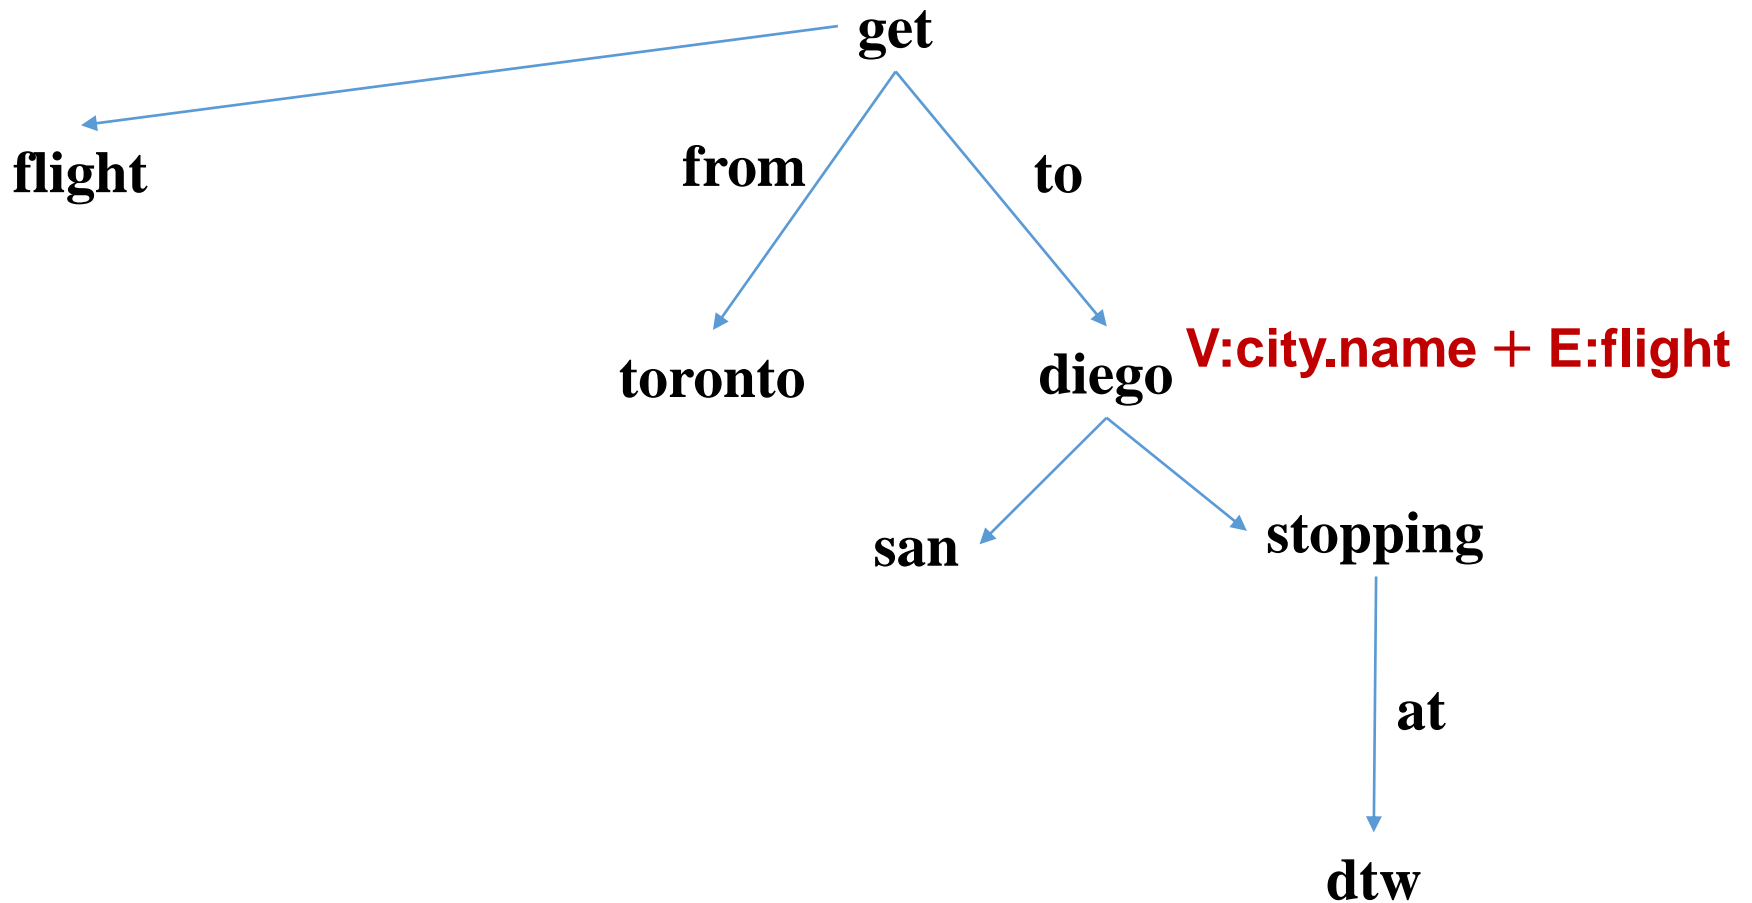 get
flight
from
to
toronto
diego
V:city.name + E:flight
san
stopping
at
dtw